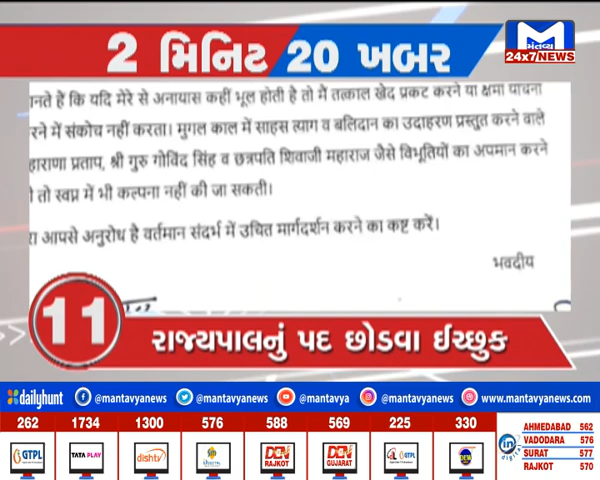 2 મિનિટ 20 ખબર
મંતવ્ય
24x7NEWS
ानते हैं कि यदि मेरे से अनायास कहीं भूल होती है तो मैं तत्काल खेद प्रकट करने या क्षमा याचना
रने में संकोच नहीं करता। मुगल काल में साहस त्याग व बलिदान का उदाहरण प्रस्तुत करने वाले
हाराणा प्रताप, श्री गुरु गोविंद सिंह व छत्रपति शिवाजी महाराज जैसे विभूतियों का अपमान करने
ी तो स्वप्न में भी कल्पना नहीं की जा सकती।
रा आपसे अनुरोध है वर्तमान संदर्भ में उचित मार्गदर्शन करने का कष्ट करें।
भवदीय
11
રાજ્યપાલનું પદ છોડવા ઈચ્છુક
dailyhunt @mantavyanews @mantavyanews @mantavya @mantavyanews www.mantavyanews.com
262 1734 1300 576 588 569 225 330
GTPL TATA PLAY dishtv DEN RAJKOT DEN GUJARAT GTPL DEN
in digital
AHMEDABAD 562
VADODARA 576
SURAT 577
RAJKOT 570